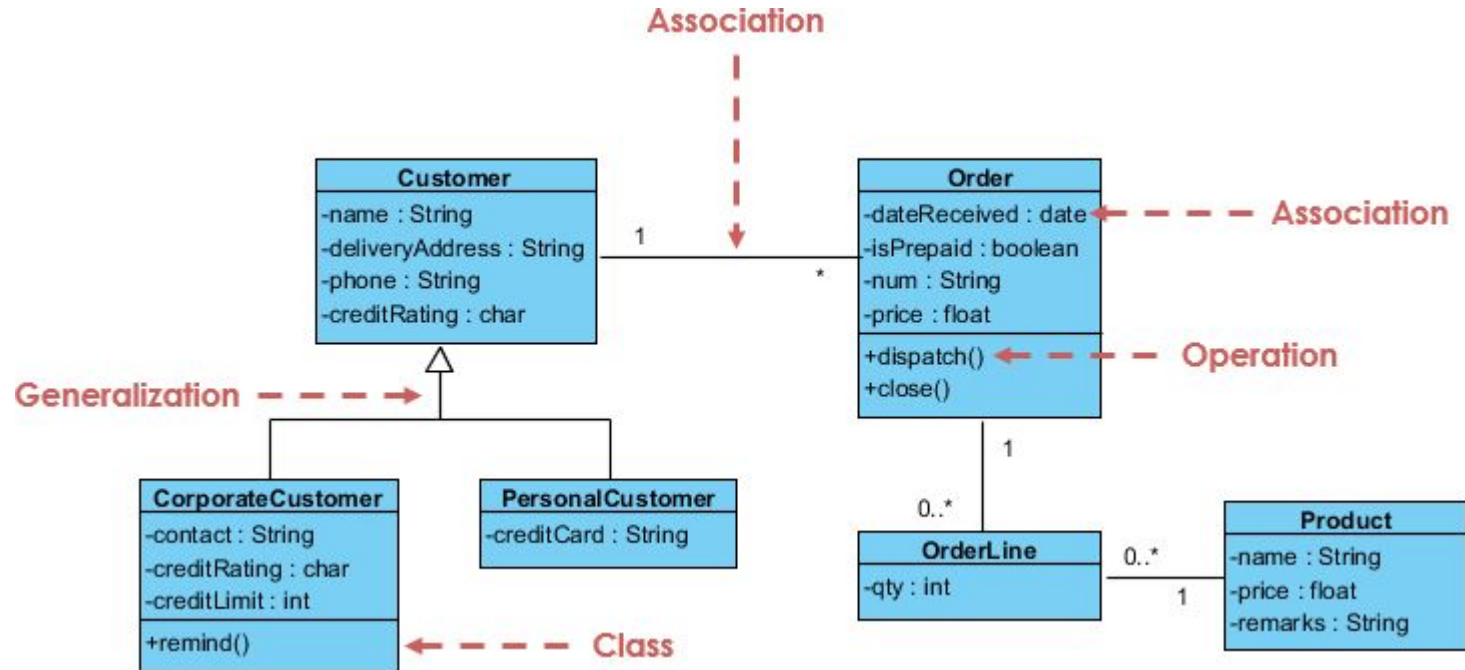 Association
Customer
-name : String
-deliveryAddress : String
-phone : String
-creditRating : char
1
*
Order
-dateReceived : date
-isPrepaid : boolean
-num : String
-price : float
+dispatch()
+close()
Association
Operation
Generalization
CorporateCustomer
-contact : String
-creditRating : char
-creditLimit : int
+remind()
Class
PersonalCustomer
-creditCard : String
1
0..*
OrderLine
-qty : int
0..*
1
Product
-name : String
-price : float
-remarks : String